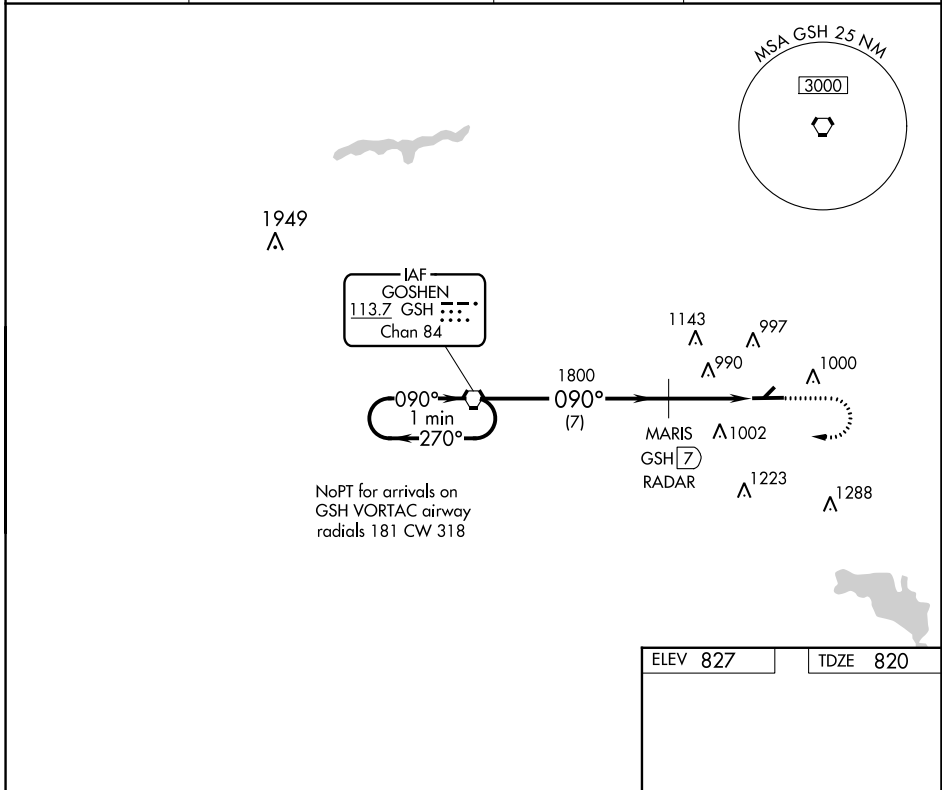 MSA GSH 25 NM
3000
1949
IAF
GOSHEN
113.7 GSH
Chan 84
1143
997
990
1000
1800
090°
090°
(7)
1 min
270°
MARIS
GSH 7
RADAR
1002
1223
1288
NoPT for arrivals on
GSH VORTAC airway
radials 181 CW 318
ELEV 827
TDZE 820